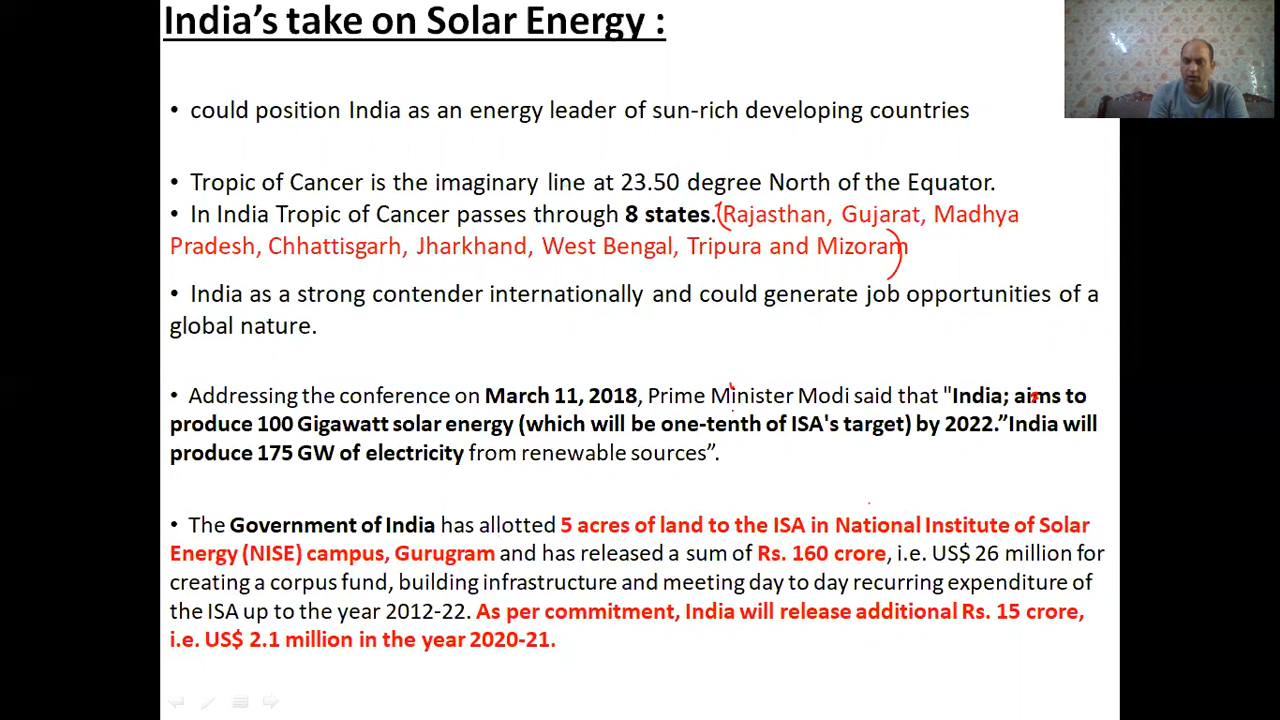 India’s take on Solar Energy :
• could position India as an energy leader of sun-rich developing countries
• Tropic of Cancer is the imaginary line at 23.50 degree North of the Equator.
• In India Tropic of Cancer passes through 8 states. Rajasthan, Gujarat, Madhya
Pradesh, Chhattisgarh, Jharkhand, West Bengal, Tripura and Mizoram
• India as a strong contender internationally and could generate job opportunities of a
global nature.
• Addressing the conference on March 11, 2018, Prime Minister Modi said that "India; aims to
produce 100 Gigawatt solar energy (which will be one-tenth of ISA's target) by 2022.”India will
produce 175 GW of electricity from renewable sources”.
• The Government of India has allotted 5 acres of land to the ISA in National Institute of Solar
Energy (NISE) campus, Gurugram and has released a sum of Rs. 160 crore, i.e. US$ 26 million for
creating a corpus fund, building infrastructure and meeting day to day recurring expenditure of
the ISA up to the year 2012-22. As per commitment, India will release additional Rs. 15 crore,
i.e. US$ 2.1 million in the year 2020-21.